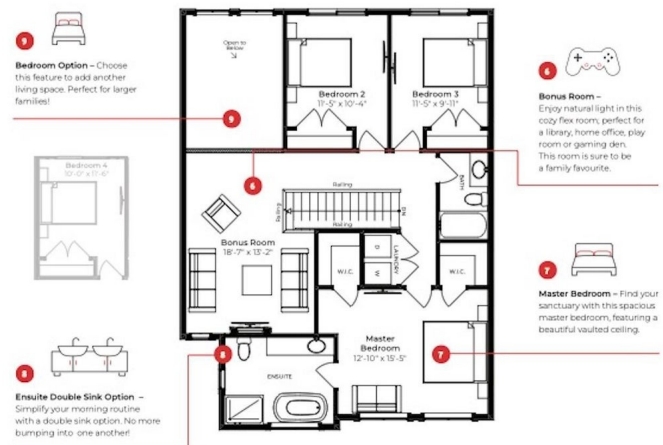 9
Bedroom Option – Choose
this feature to add another
living space. Perfect for larger
families!
Bedroom 4
10'-0" x 11'-6"
8
Ensuite Double Sink Option –
Simplify your morning routine
with a double sink option. No more
bumping into one another!
Open to
Below
9
Bedroom 2
11'-5" x 10'-4"
Bedroom 3
11'-5" x 9'-11"
6
BATH
Railing
Railing
Railing
DN
Bonus Room
18'-7" x 13'-2"
W.I.C.
D
W
LAUNDRY
W.I.C.
8
ENSUITE
Master
Bedroom
12'-10" x 15'-5"
7
6
Bonus Room –
Enjoy natural light in this
cozy flex room, perfect for
a library, home office, play
room or gaming den.
This room is sure to be
a family favourite.
7
Master Bedroom – Find your
sanctuary with this spacious
master bedroom, featuring a
beautiful vaulted ceiling.